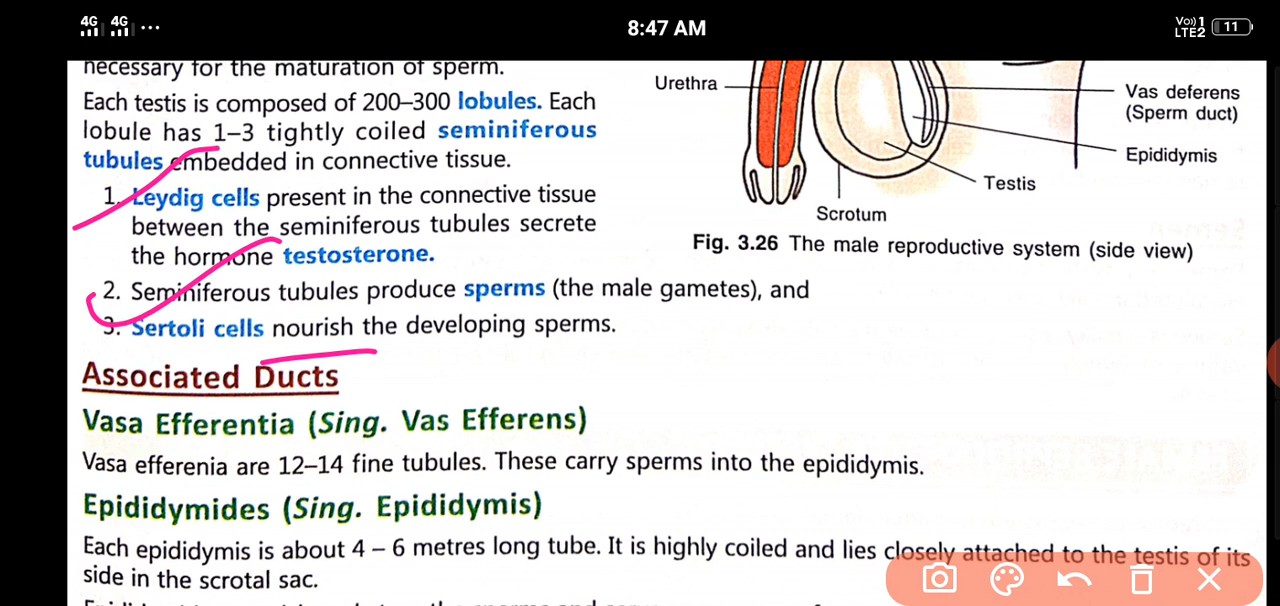 4G 4G ...
8:47 AM
Vo)) 1
LTE2
11
necessary for the maturation of sperm.
Each testis is composed of 200–300 lobules. Each
lobule has 1–3 tightly coiled seminiferous
tubules embedded in connective tissue.
1. Leydig cells present in the connective tissue
between the seminiferous tubules secrete
the hormone testosterone.
2. Seminiferous tubules produce sperms (the male gametes), and
3. Sertoli cells nourish the developing sperms.
Urethra
Vas deferens
(Sperm duct)
Epididymis
Testis
Scrotum
Fig. 3.26 The male reproductive system (side view)
Associated Ducts
Vasa Efferentia (Sing. Vas Efferens)
Vasa efferenia are 12–14 fine tubules. These carry sperms into the epididymis.
Epididymides (Sing. Epididymis)
Each epididymis is about 4 – 6 metres long tube. It is highly coiled and lies closely attached to the testis of its
side in the scrotal sac.